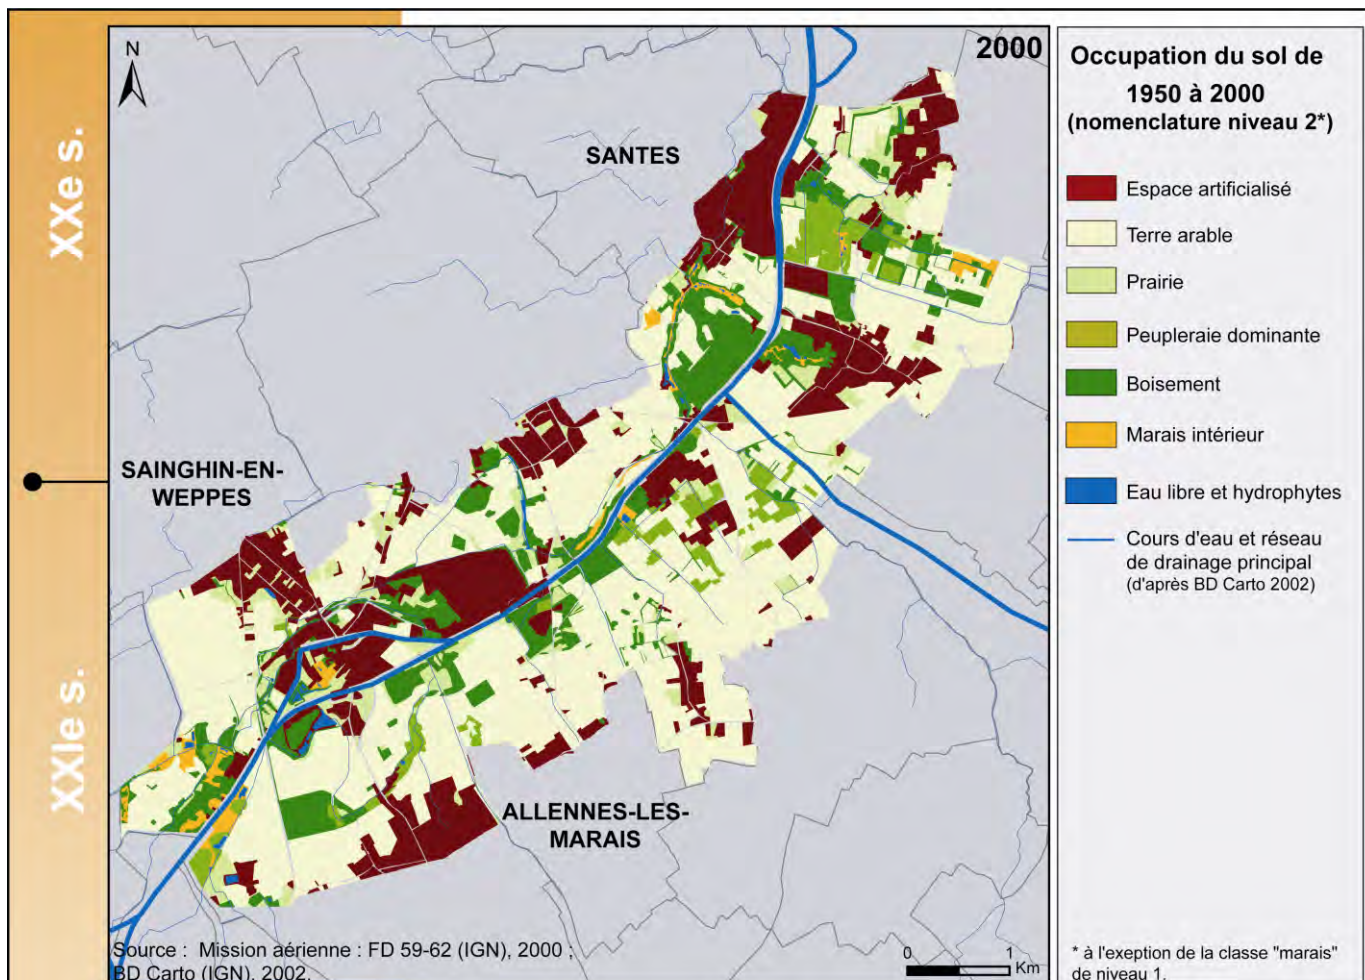 XXe s.
XXIe s.
N
2000
SANTES
SAINGHIN-EN-
WEPPES
ALLENNES-LES-
MARAIS
Source : Mission aérienne : FD 59-62 (IGN), 2000 ;
BD Carto (IGN), 2002.
0 1
Km
Occupation du sol de
1950 à 2000
(nomenclature niveau 2*)
Espace artificialisé
Terre arable
Prairie
Peupleraie dominante
Boisement
Marais intérieur
Eau libre et hydrophytes
Cours d'eau et réseau
de drainage principal
(d'après BD Carto 2002)
* à l'exeption de la classe "marais"
de niveau 1.